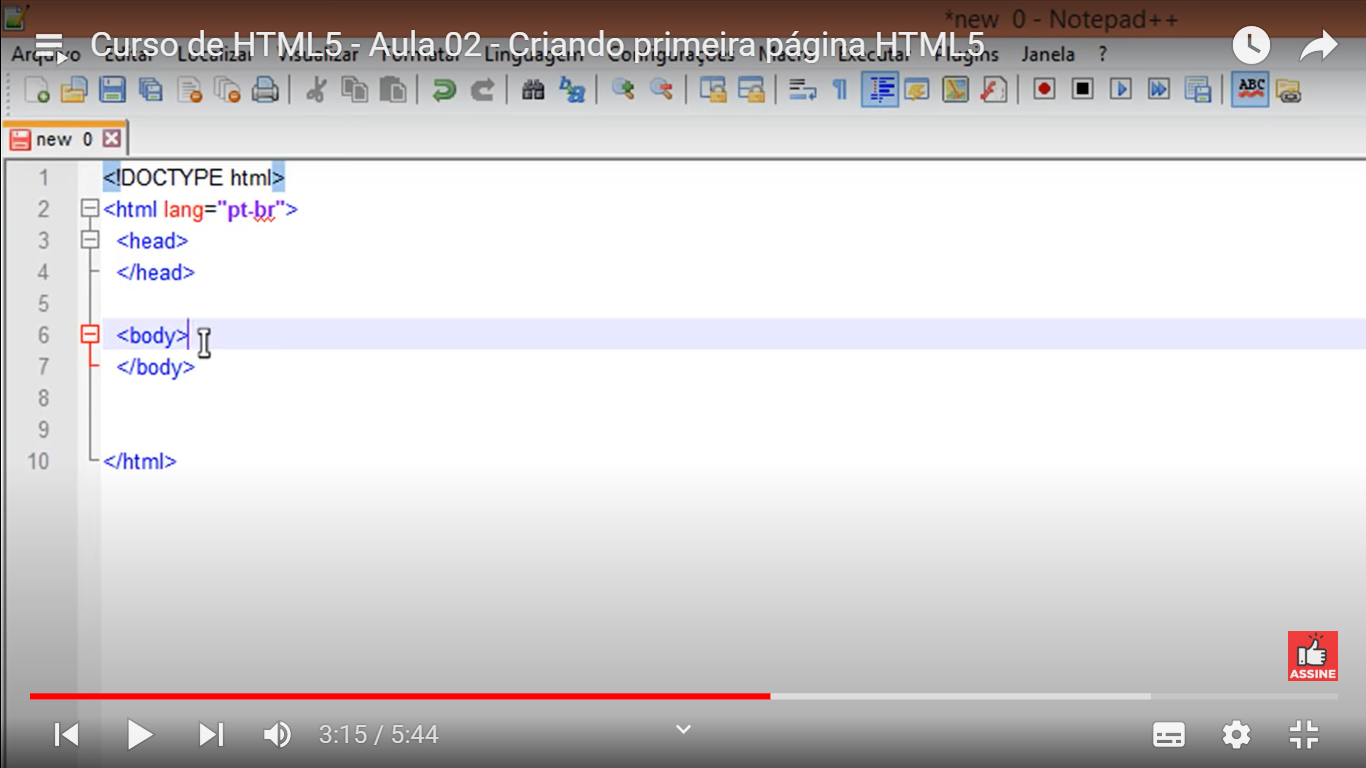 *new 0 - Notepad++
Curso de HTML5 - Aula 02 - Criando primeira página HTML5
Arquivo Editar Localizar Visualizar Formatar Linguagem Configurações Macro Executar Plugins Janela ?
ABC
new 0
1 <!DOCTYPE html>
2 <html lang="pt-br">
3 <head>
4 </head>
5
6 <body>
7 </body>
8
9
10 </html>
ASSINE
3:15 / 5:44